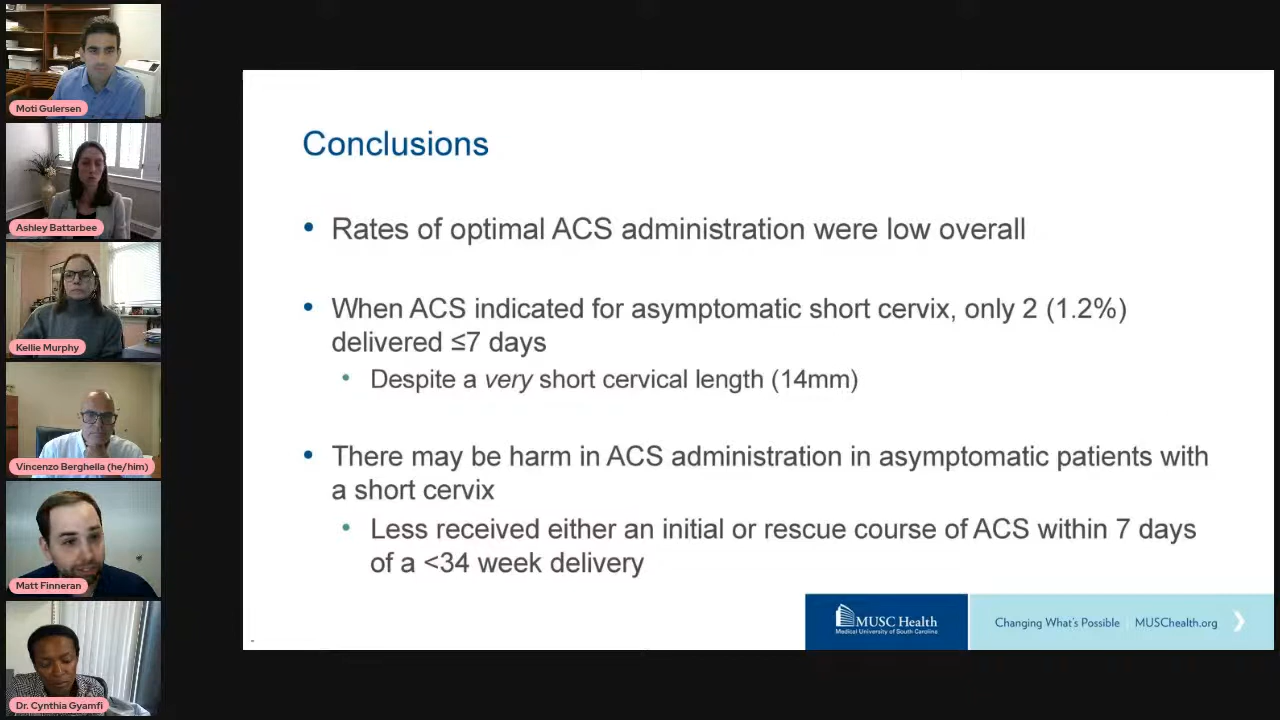 Moti Gulersen
Ashley Battarbee
Kellie Murphy
Vincenzo Berghella (he/him)
Matt Finneran
Dr. Cynthia Gyamfi
Conclusions
• Rates of optimal ACS administration were low overall
• When ACS indicated for asymptomatic short cervix, only 2 (1.2%)
delivered ≤7 days
• Despite a very short cervical length (14mm)
• There may be harm in ACS administration in asymptomatic patients with
a short cervix
• Less received either an initial or rescue course of ACS within 7 days
of a <34 week delivery
MUSC Health
Medical University of South Carolina
Changing What's Possible | MUSChealth.org